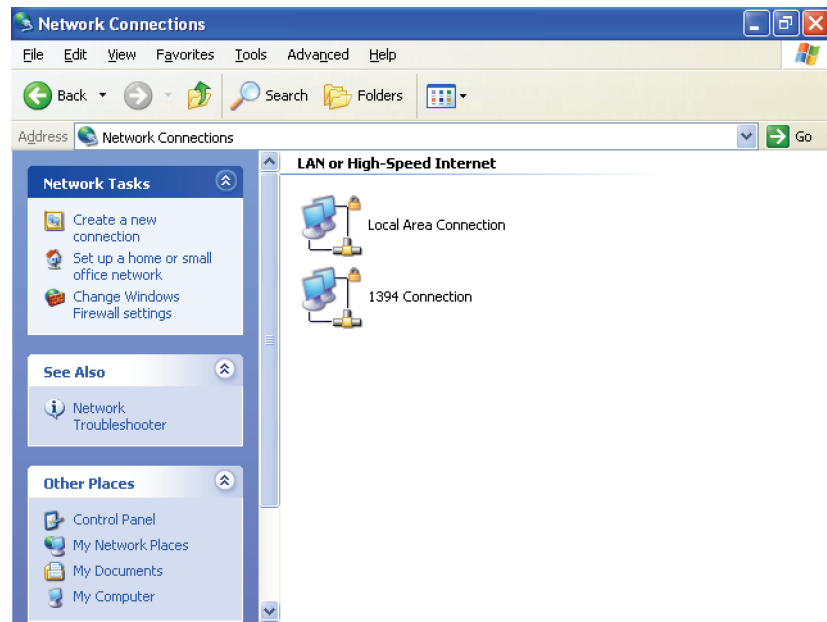 Network Connections
File Edit View Favorites Tools Advanced Help
Back Search Folders
Address Network Connections Go
Network Tasks
Create a new
connection
Set up a home or small
office network
Change Windows
Firewall settings
See Also
Network
Troubleshooter
Other Places
Control Panel
My Network Places
My Documents
My Computer
LAN or High-Speed Internet
Local Area Connection
1394 Connection